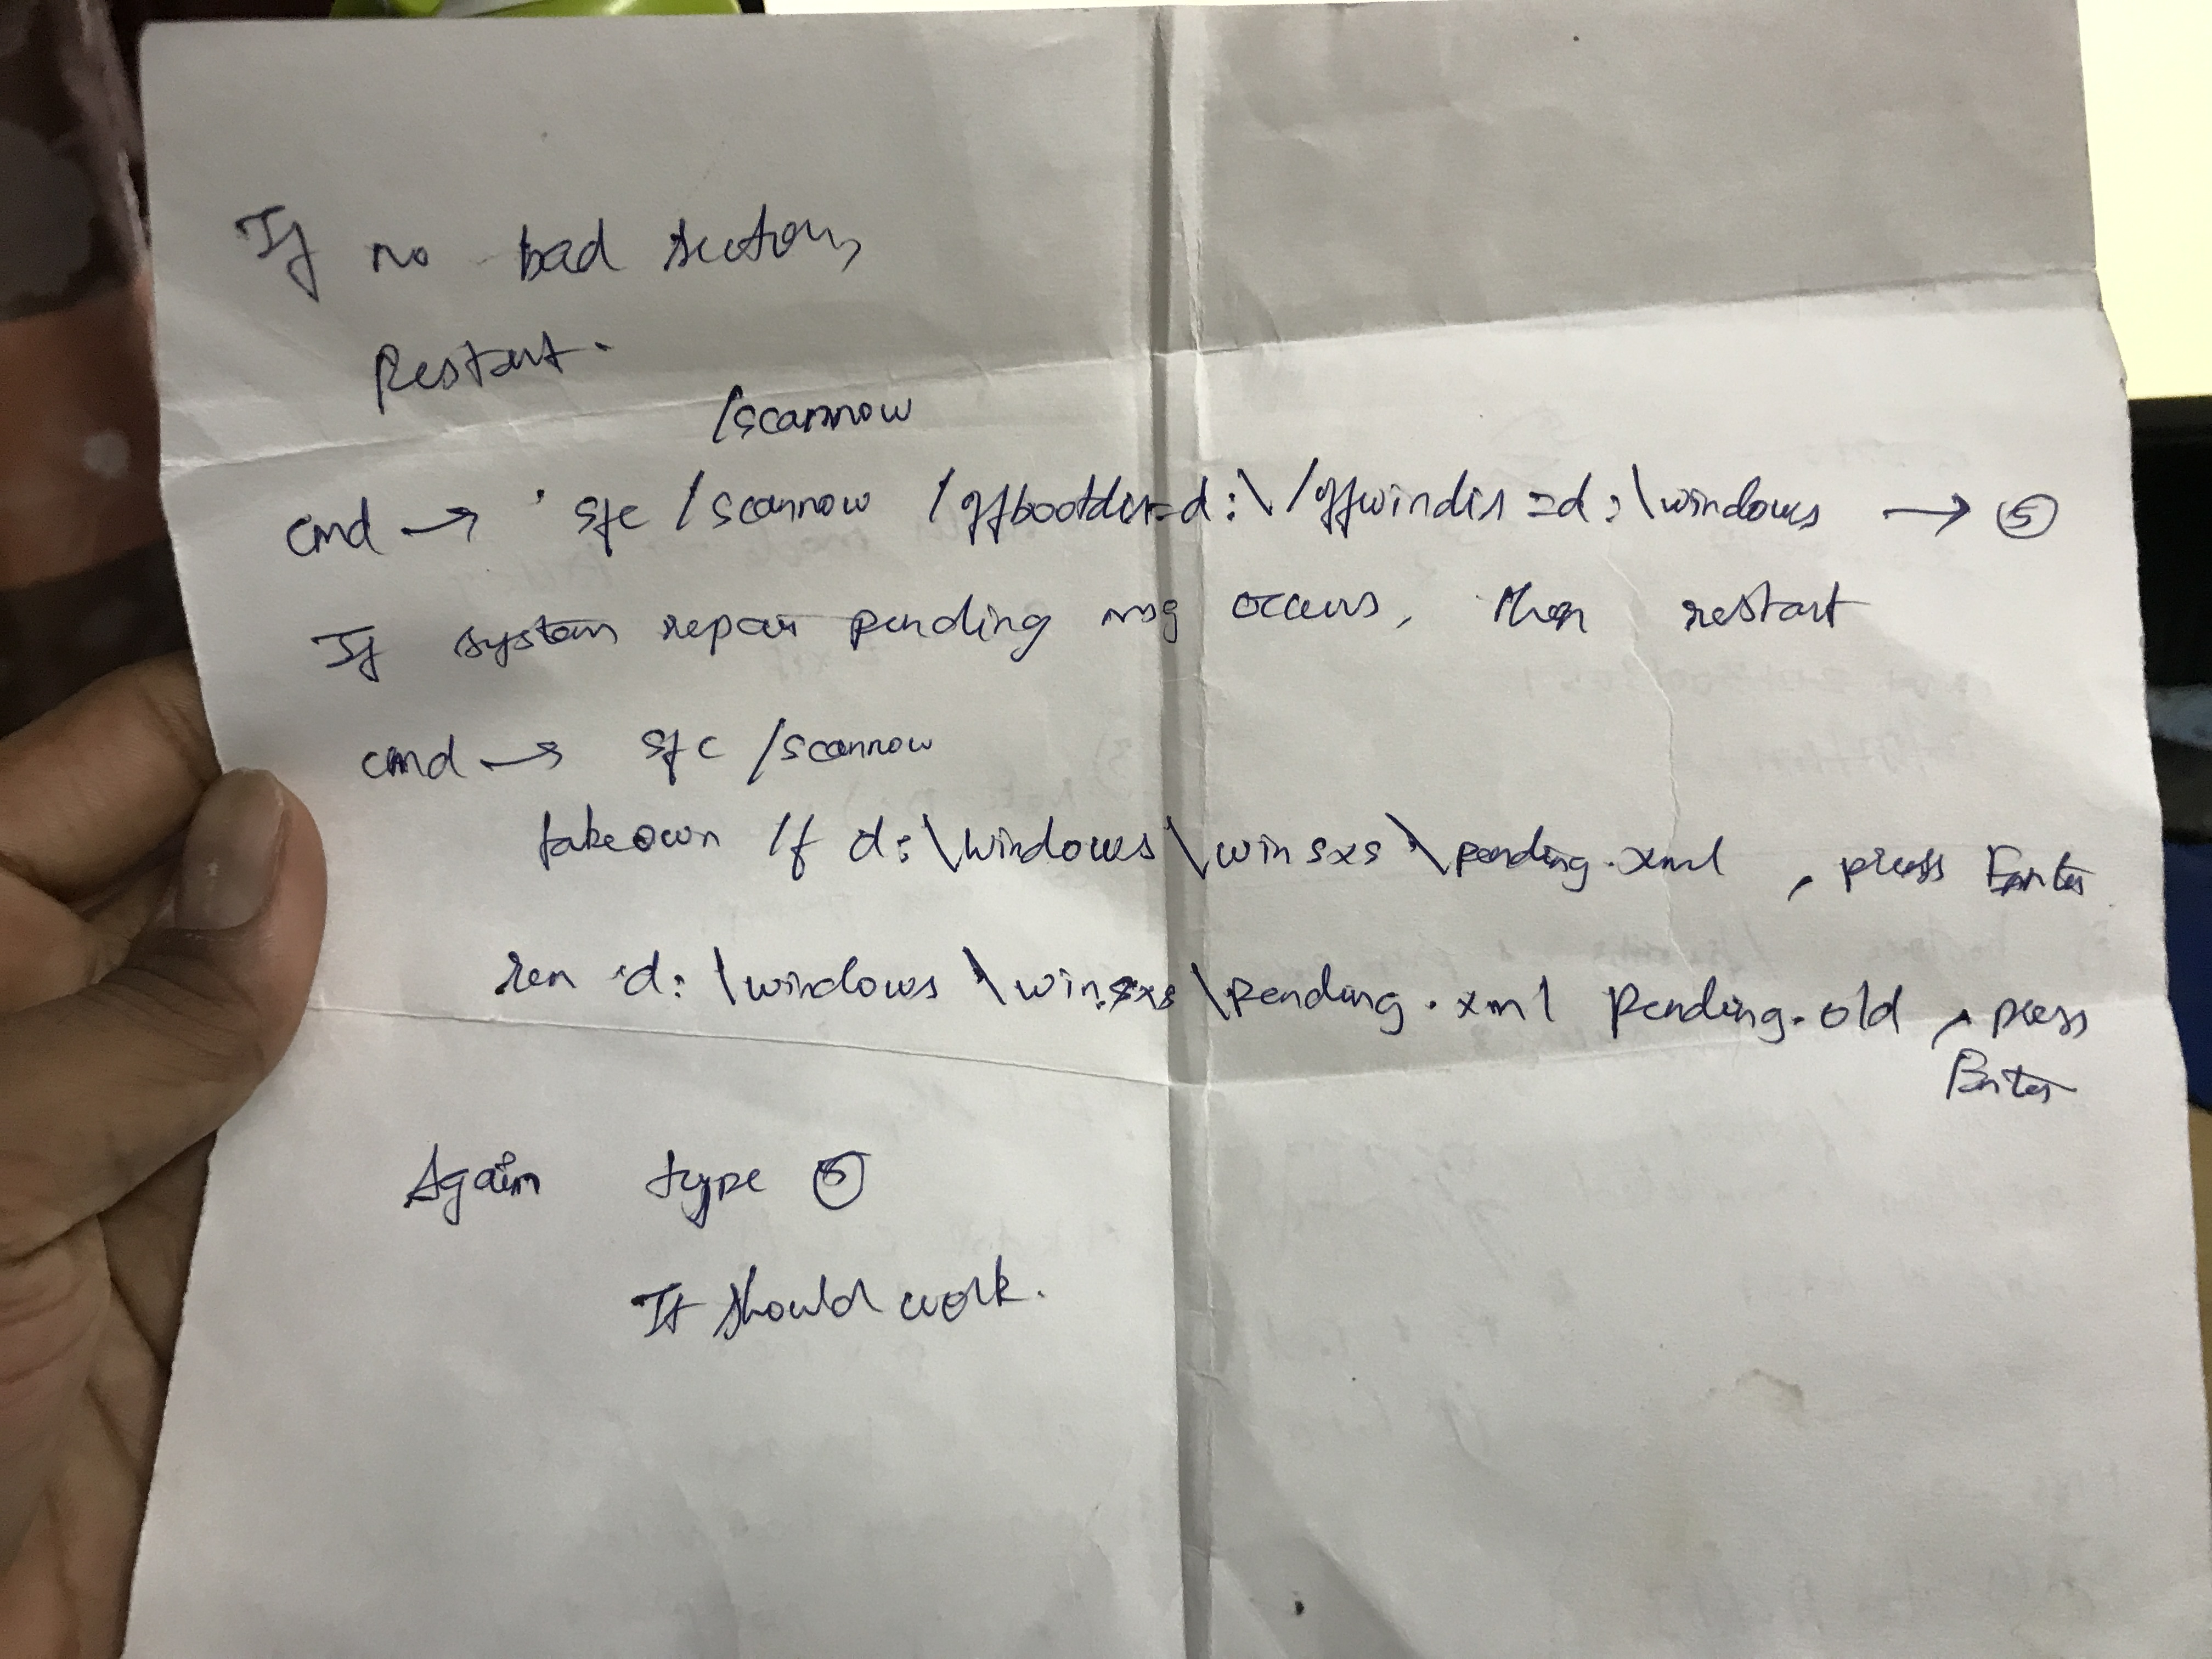 If no bad sectors,
Restart.
/scannow
cmd → sfc /scannow /offbootdir=d:\ /offwindir=d:\windows → ⑤
If system repair pending msg occurs, then restart
cmd → sfc /scannow
takeown /f d:\windows\winsxs\pending.xml , press Enter
ren d:\windows\winsxs\pending.xml pending.old , press
Enter
Again type ⑤
It should work.